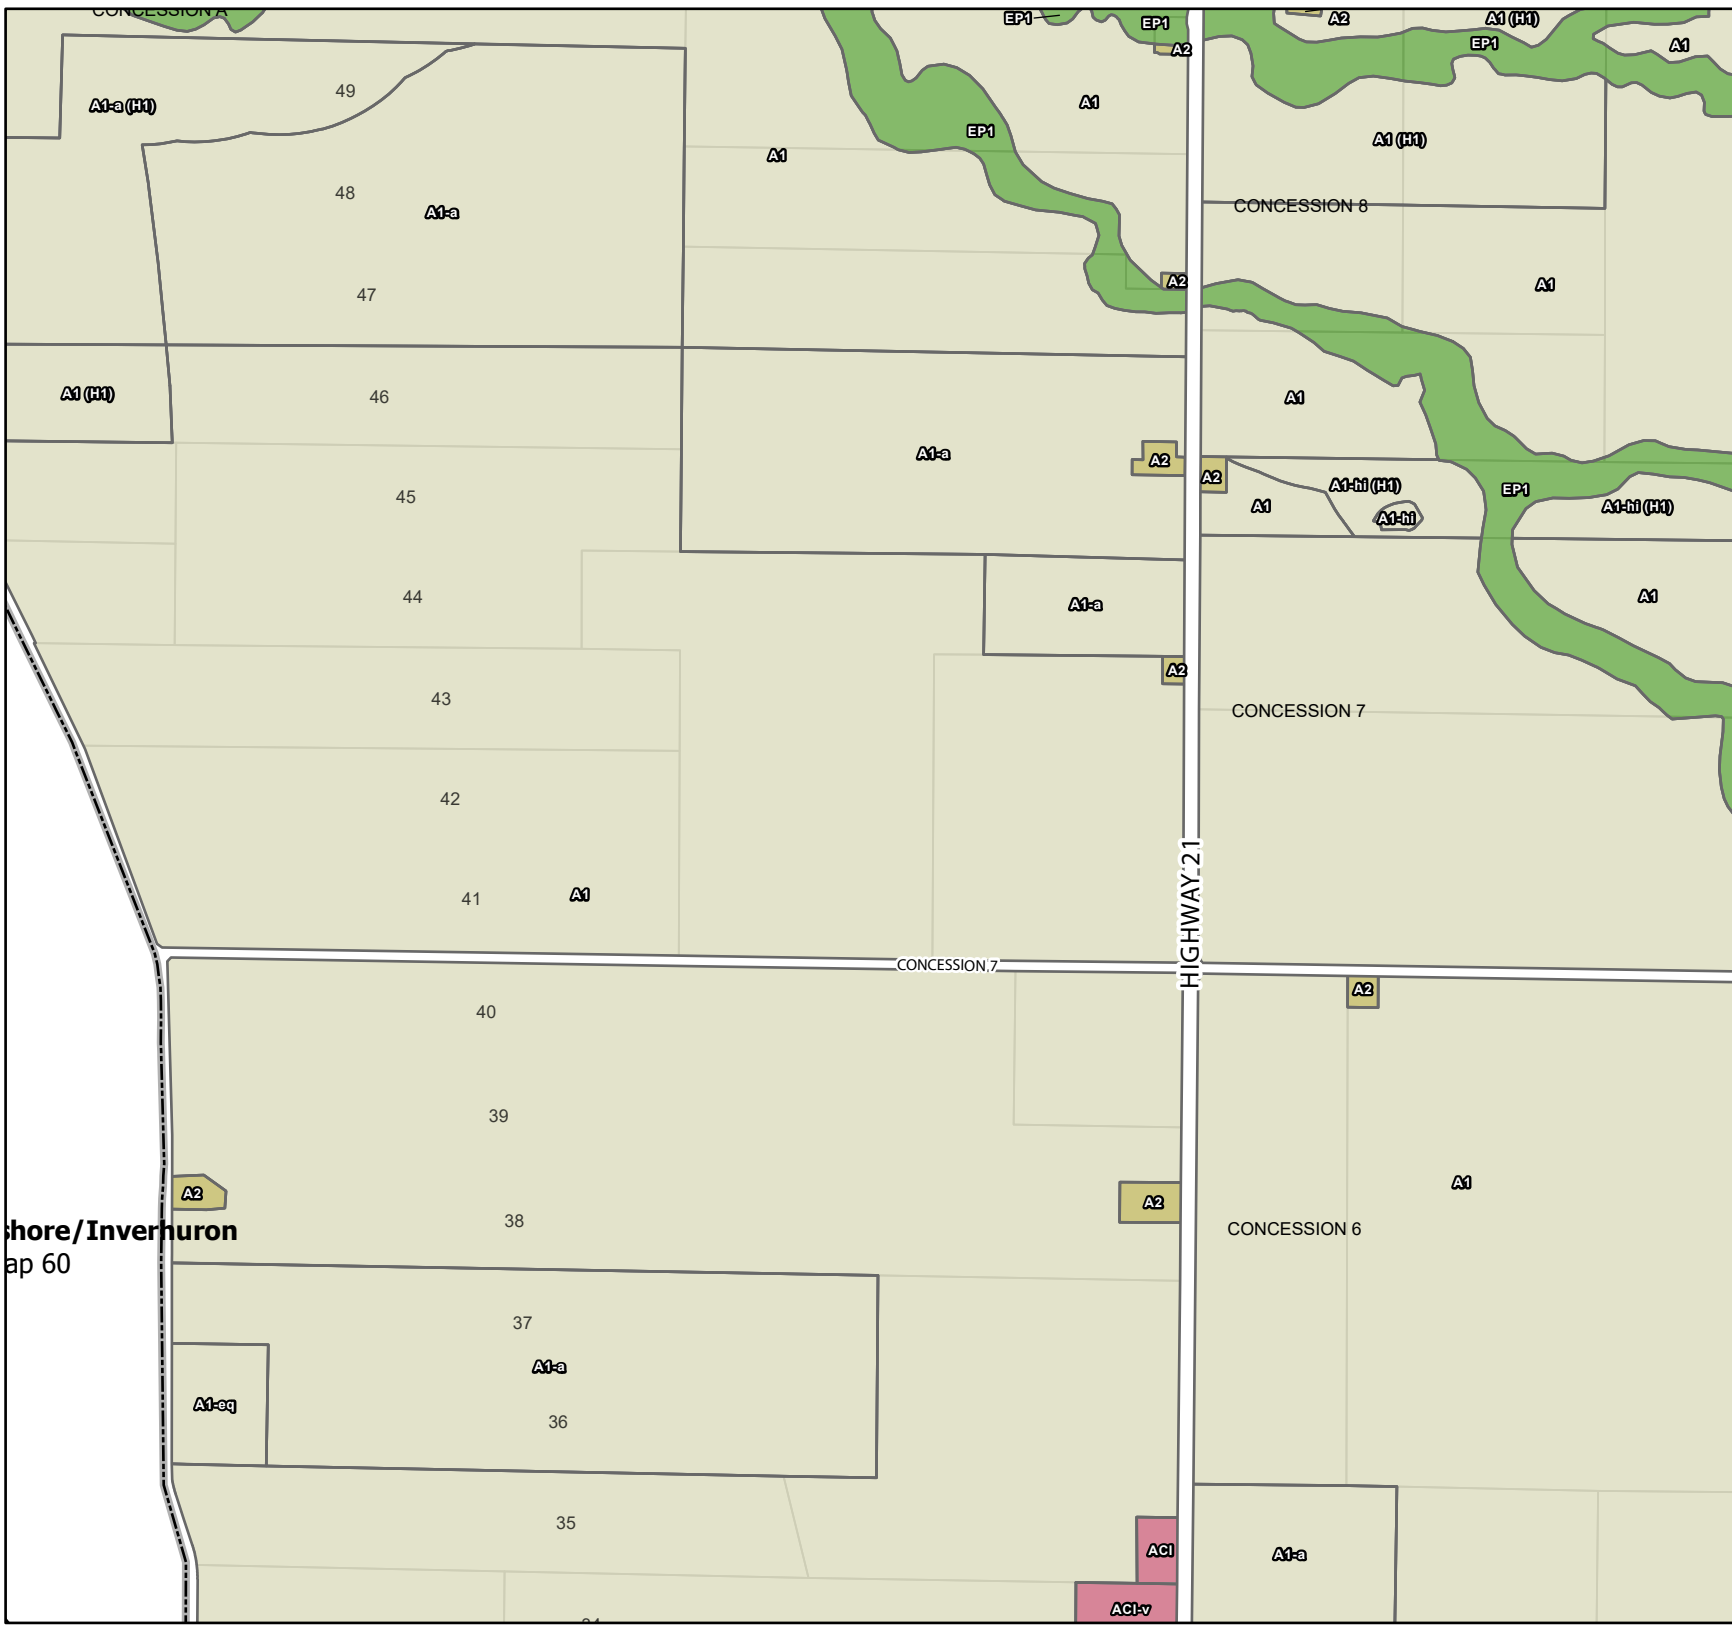 CONCESSION A
EP1
EP1
A2
A2
A1 (H1)
EP1
A1
A1-a (H1)
49
A1
EP1
A1
A1 (H1)
48
A1-a
CONCESSION 8
47
A2
A1
A1 (H1)
46
A1
A1-a
A2
A2
45
A1
A1-hi (H1)
A1-hi
EP1
A1-hi (H1)
44
A1-a
A1
43
A2
CONCESSION 7
42
41
A1
HIGHWAY 21
CONCESSION 7
40
A2
39
A2
38
A2
A1
CONCESSION 6
shore/Inverhuron
ap 60
37
A1-a
A1-eq
36
35
ACI
A1-a
ACI-v